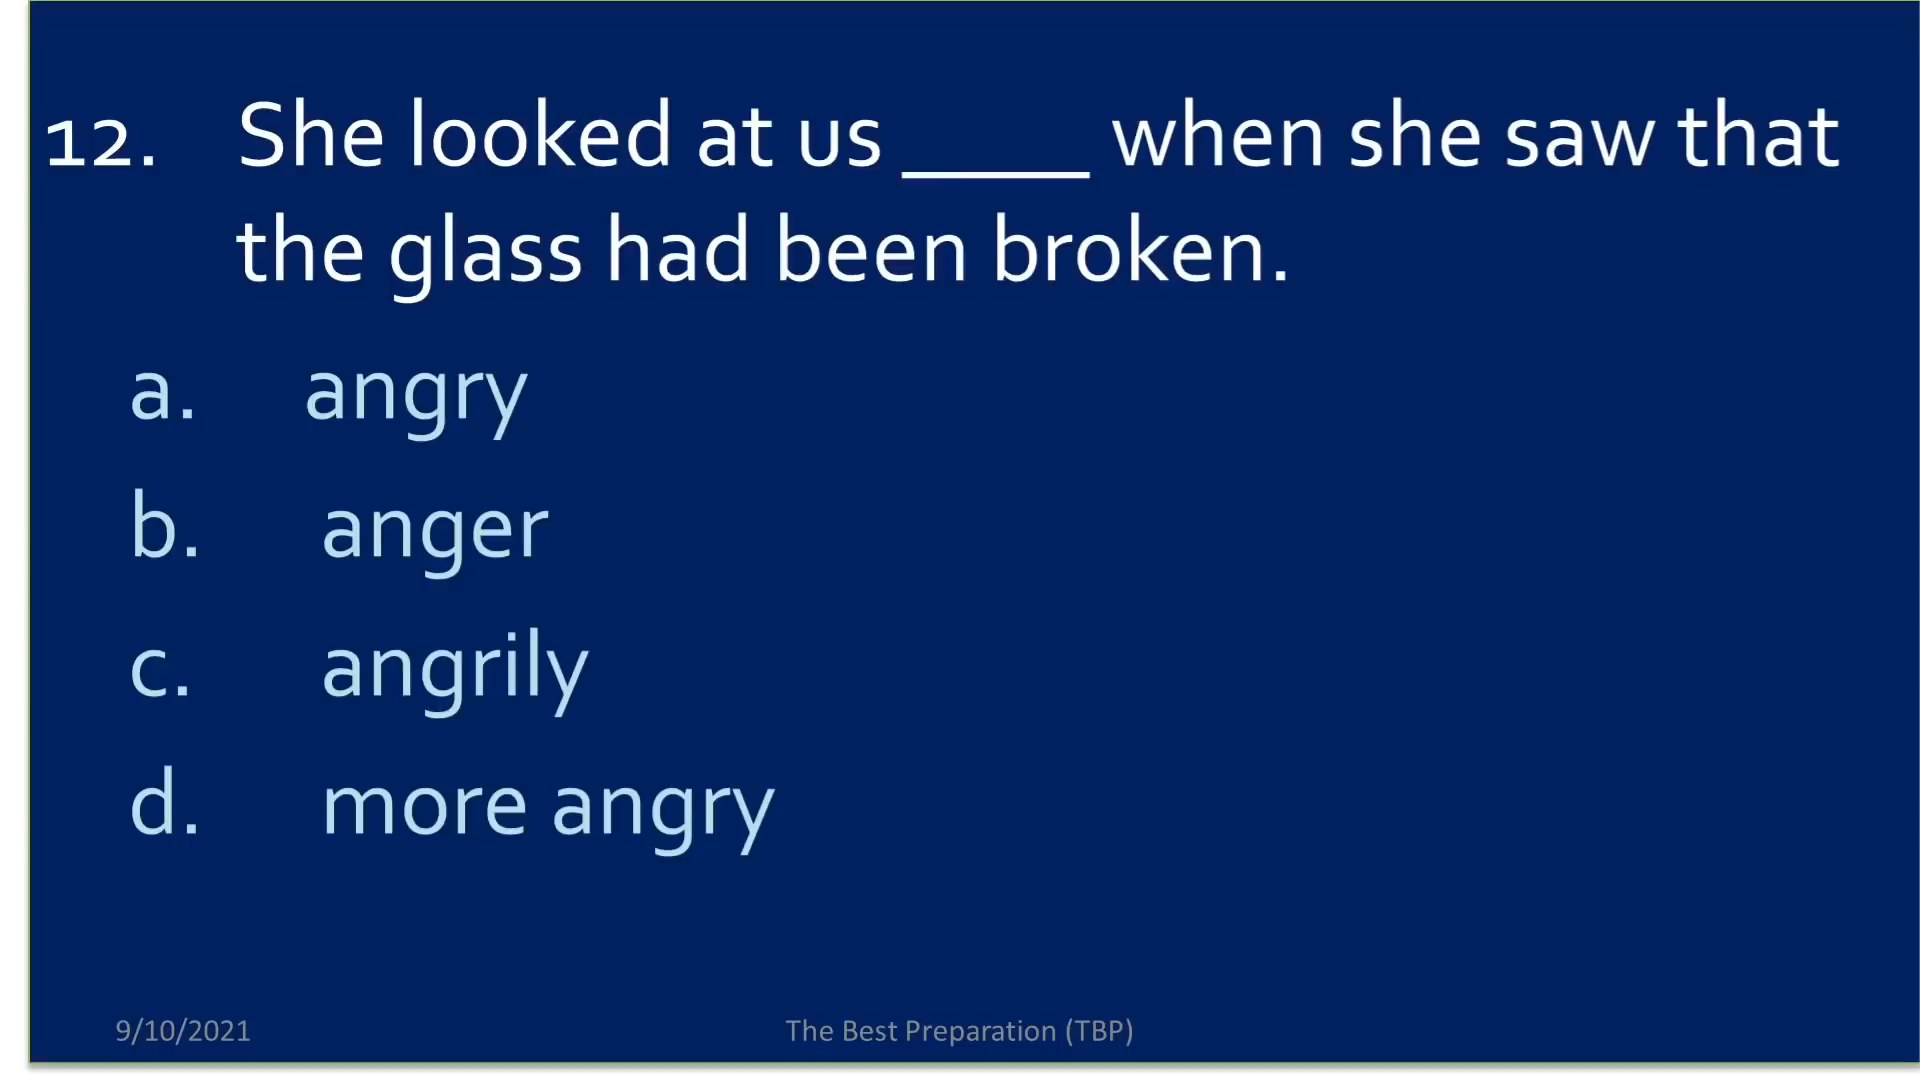 12. She looked at us ____ when she saw that
the glass had been broken.
a. angry
b. anger
c. angrily
d. more angry
9/10/2021 The Best Preparation (TBP)